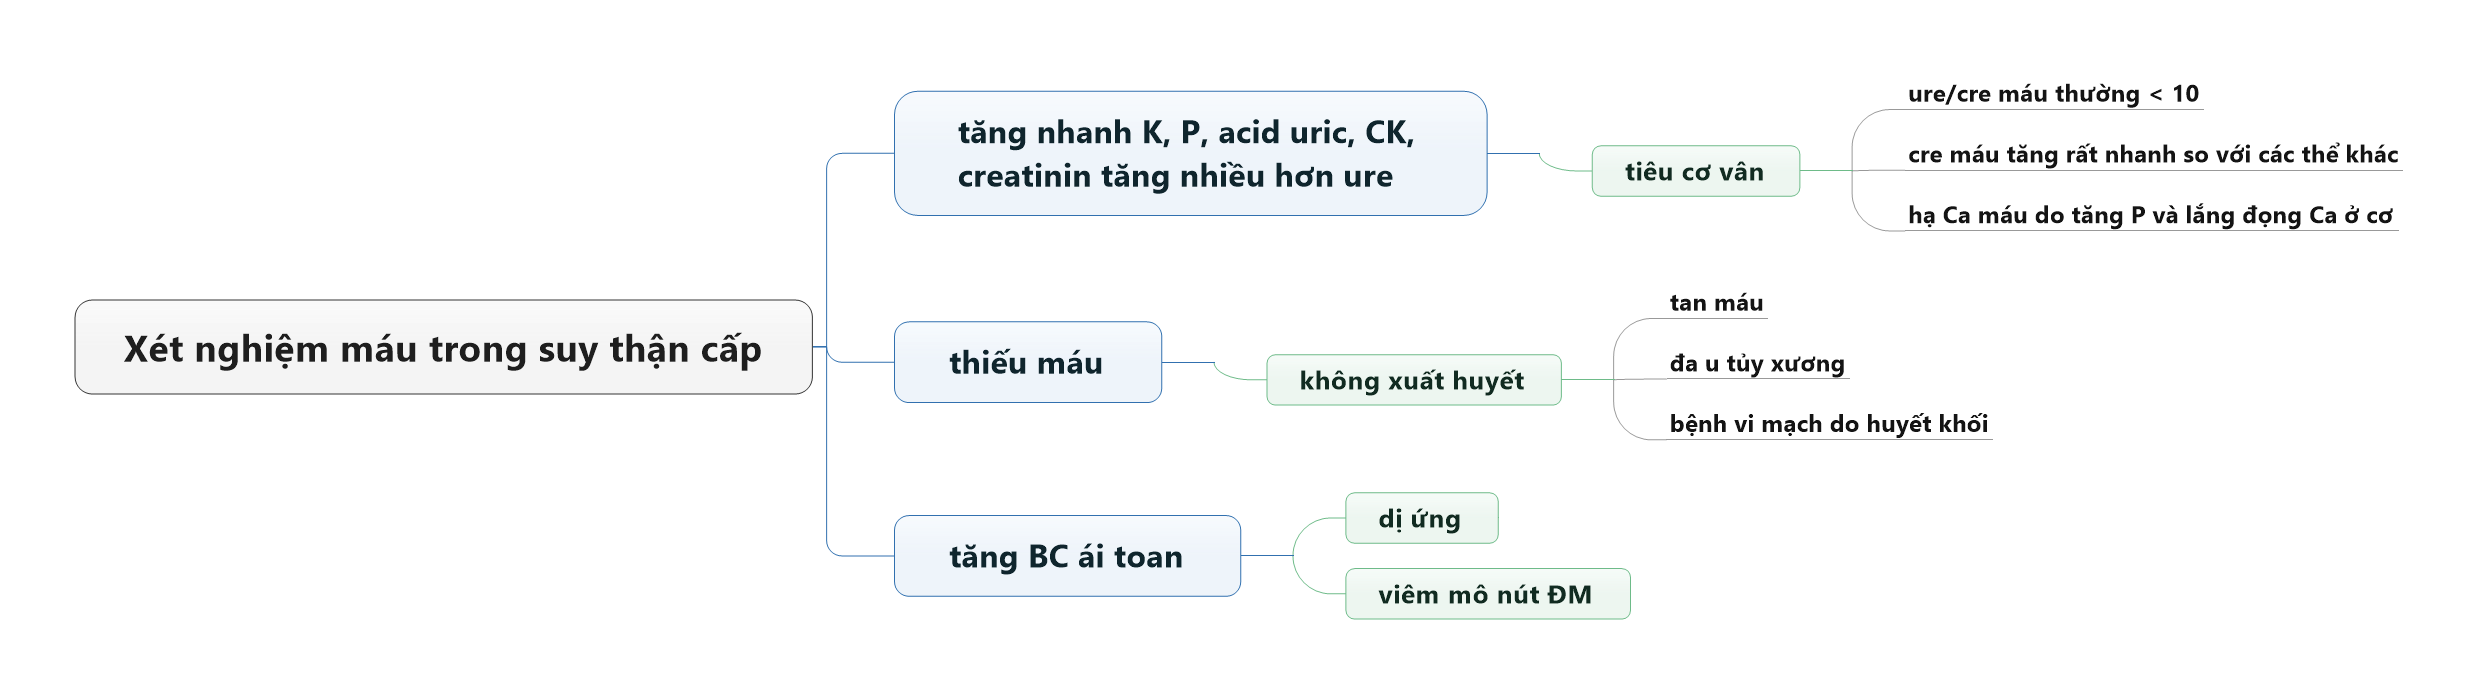 Xét nghiệm máu trong suy thận cấp
tăng nhanh K, P, acid uric, CK,
creatinin tăng nhiều hơn ure
tiêu cơ vân
ure/cre máu thường < 10
cre máu tăng rất nhanh so với các thể khác
hạ Ca máu do tăng P và lắng đọng Ca ở cơ
thiếu máu
không xuất huyết
tan máu
đa u tủy xương
bệnh vi mạch do huyết khối
tăng BC ái toan
dị ứng
viêm mô nút ĐM